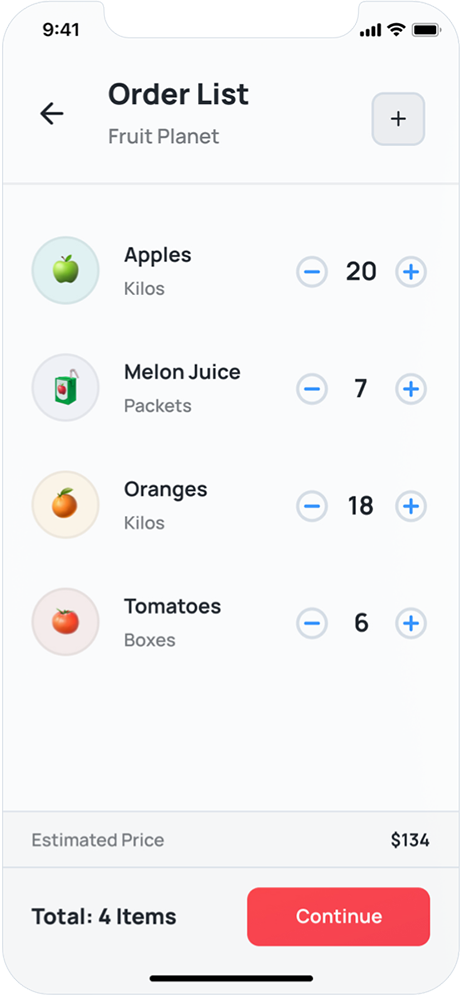 9:41
Order List
Fruit Planet
+
Apples
Kilos
20
Melon Juice
Packets
7
Oranges
Kilos
18
Tomatoes
Boxes
6
Estimated Price $134
Total: 4 Items Continue